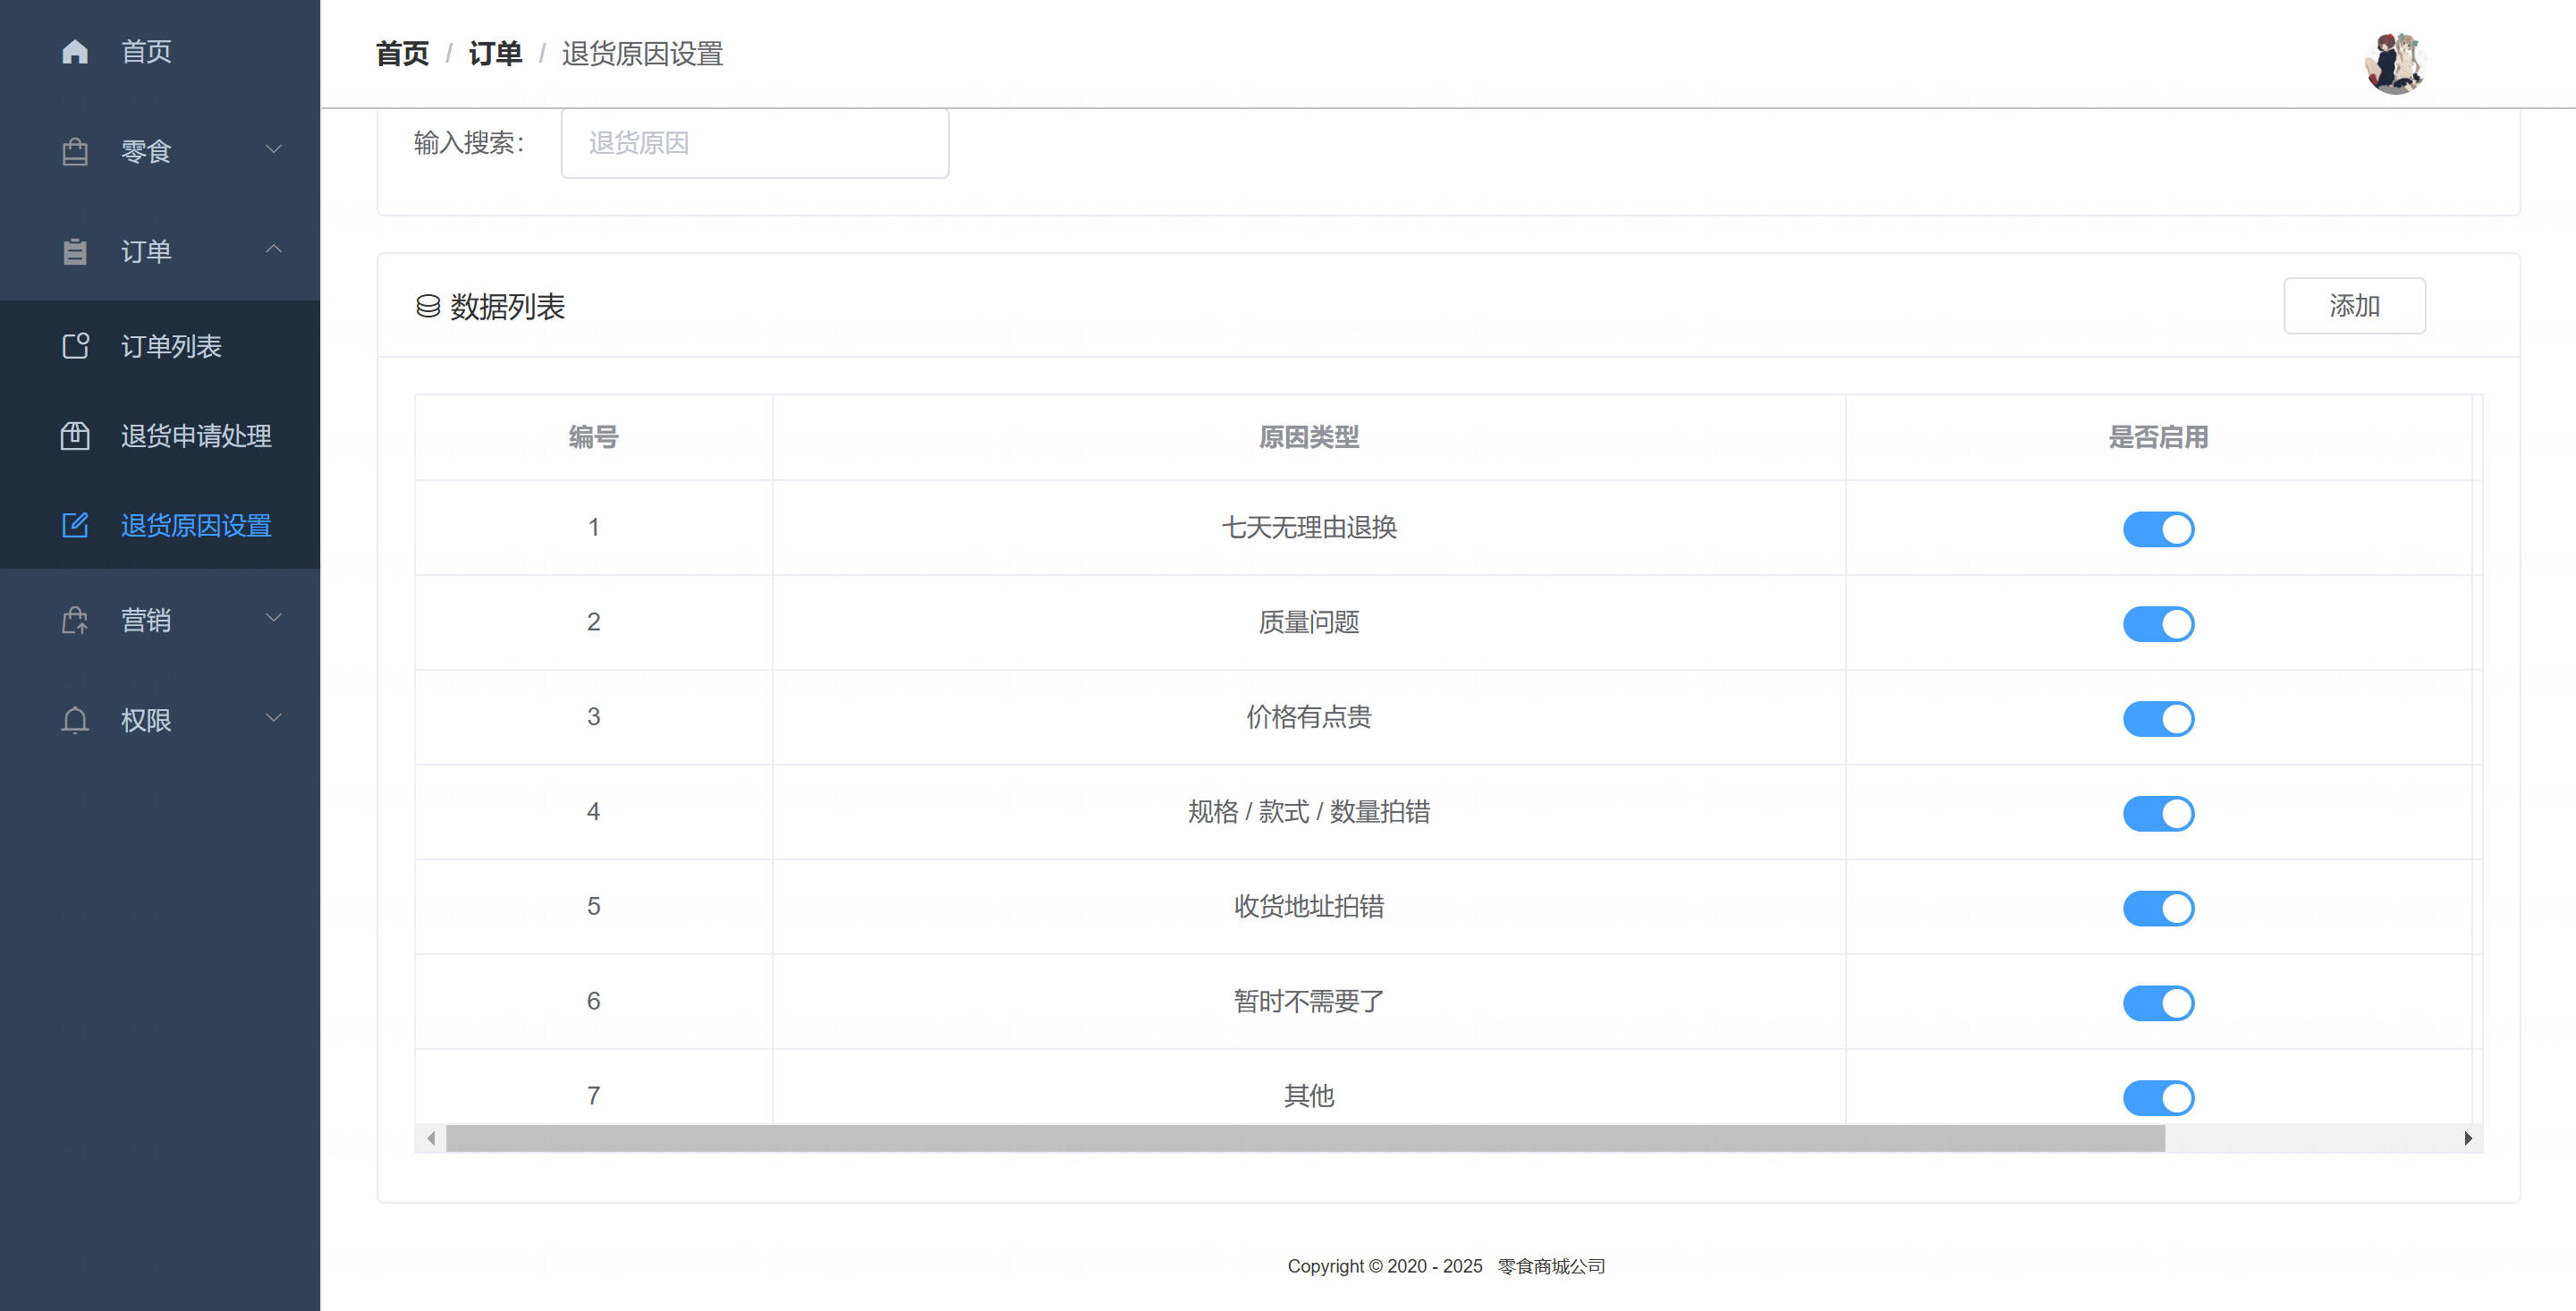 首页
零食
订单
订单列表
退货申请处理
退货原因设置
营销
权限
首页 / 订单 / 退货原因设置
输入搜索： 退货原因
数据列表 添加
编号 原因类型 是否启用
1 七天无理由退换
2 质量问题
3 价格有点贵
4 规格 / 款式 / 数量拍错
5 收货地址拍错
6 暂时不需要了
7 其他
Copyright © 2020 - 2025 零食商城公司